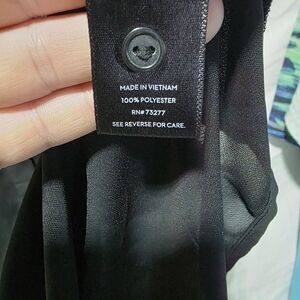 MADE IN VIETNAM
100% POLYESTER
RN# 73277
SEE REVERSE FOR CARE.